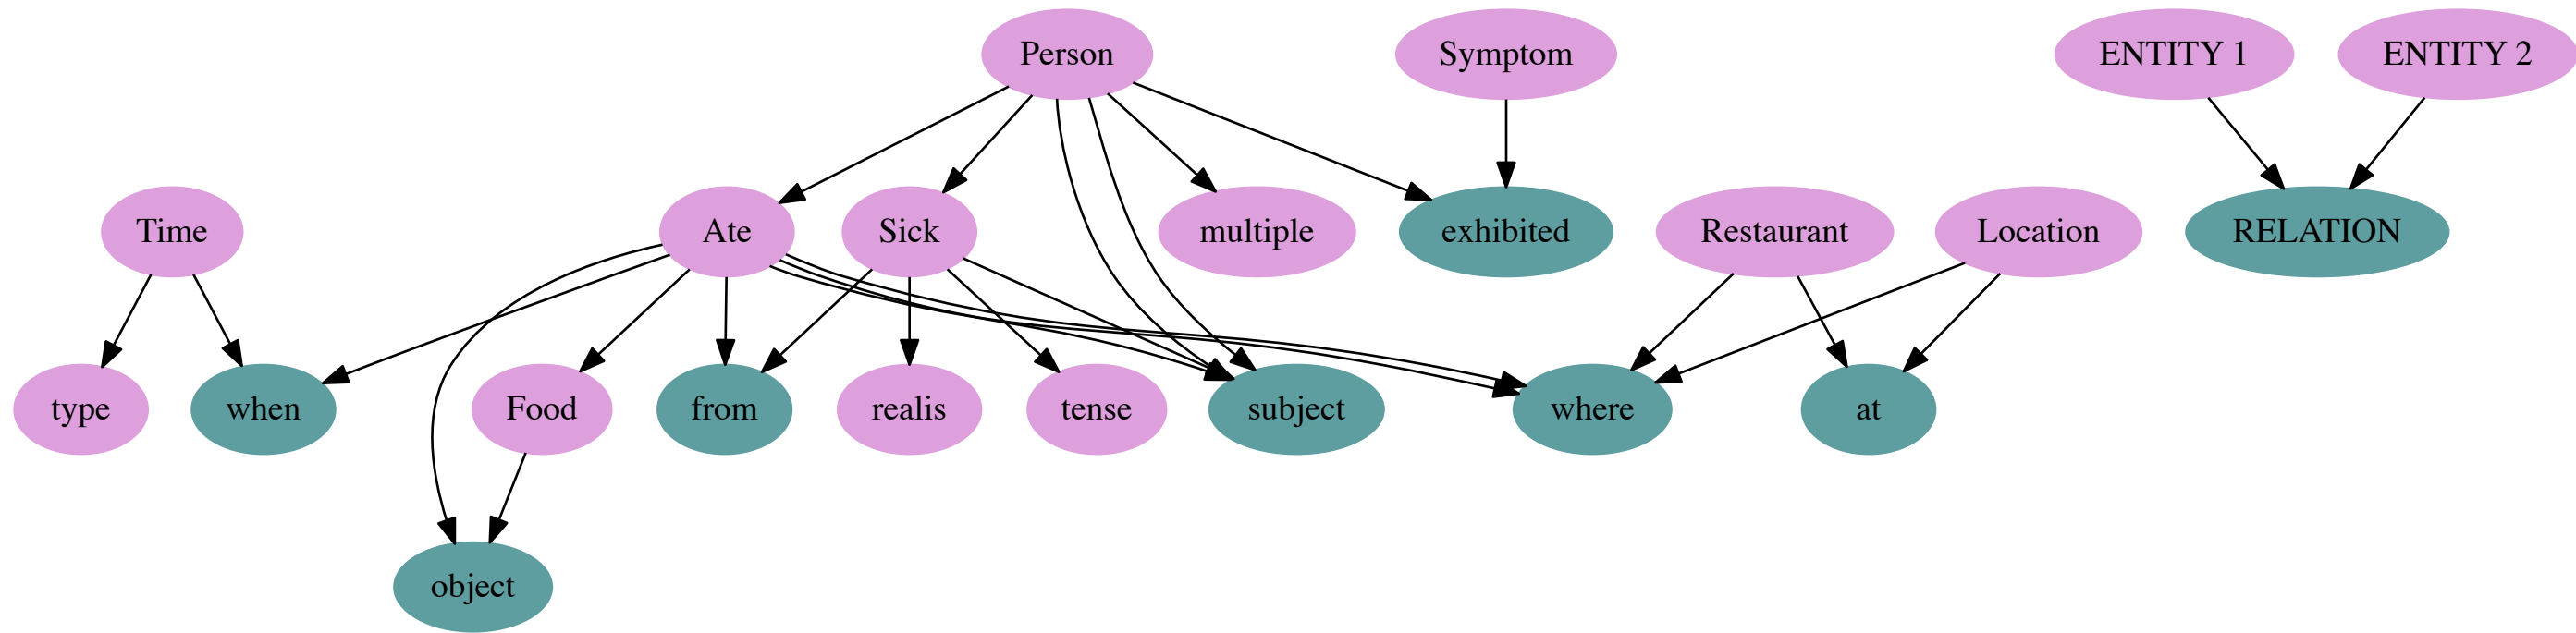 Person
Symptom
ENTITY 1
ENTITY 2
Time
Ate
Sick
multiple
exhibited
Restaurant
Location
RELATION
type
when
Food
from
realis
tense
subject
where
at
object